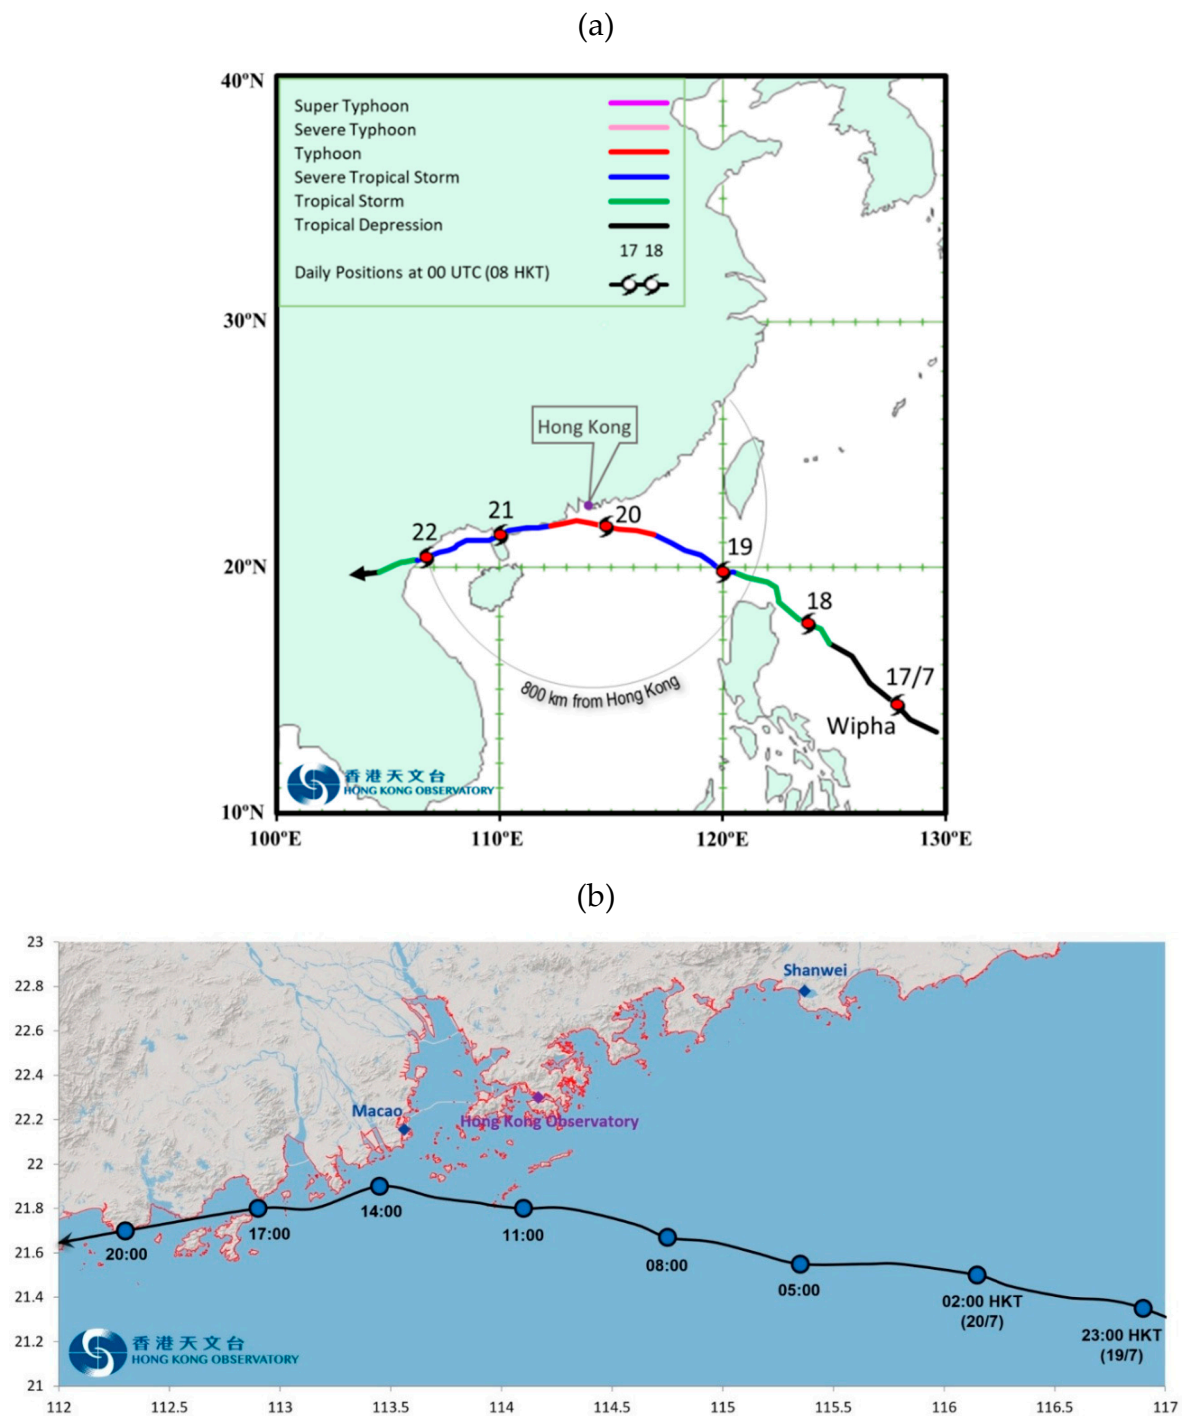 (a)
40°N
Super Typhoon
Severe Typhoon
Typhoon
Severe Tropical Storm
Tropical Storm
Tropical Depression
17 18
Daily Positions at 00 UTC (08 HKT)
30°N
Hong Kong
21
20
22
19
20°N
18
17/7
800 km from Hong Kong
Wipha
香港天文台
HONG KONG OBSERVATORY
10°N
100°E
110°E
120°E
130°E
(b)
23
Shanwei
22.8
22.6
22.4
Macao
22.2
Hong Kong Observatory
22
14:00
21.8
17:00
11:00
20:00
21.6
08:00
05:00
21.4
02:00 HKT
(20/7)
23:00 HKT
(19/7)
21.2
香港天文台
HONG KONG OBSERVATORY
21
112
112.5
113
113.5
114
114.5
115
115.5
116
116.5
117